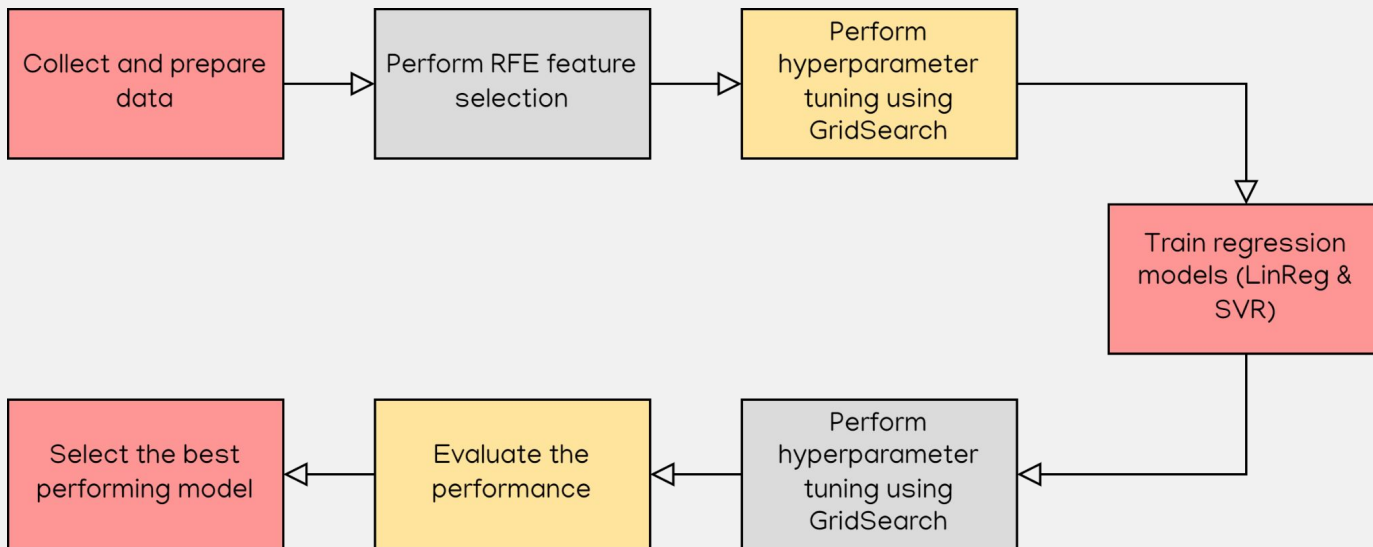 Collect and prepare
data
Perform RFE feature
selection
Perform
hyperparameter
tuning using
GridSearch
Train regression
models (LinReg &
SVR)
Perform
hyperparameter
tuning using
GridSearch
Evaluate the
performance
Select the best
performing model